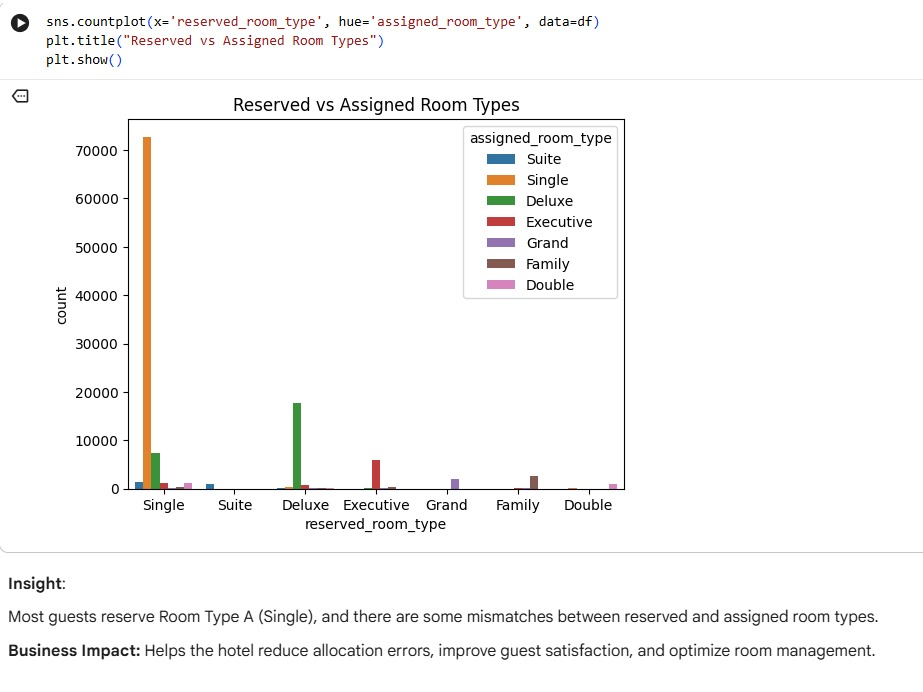 sns.countplot(x='reserved_room_type', hue='assigned_room_type', data=df)
plt.title("Reserved vs Assigned Room Types")
plt.show()
Reserved vs Assigned Room Types
assigned_room_type
Suite
Single
Deluxe
Executive
Grand
Family
Double
70000
60000
50000
40000
30000
20000
10000
0
count
Single Suite Deluxe Executive Grand Family Double
reserved_room_type
Insight:
Most guests reserve Room Type A (Single), and there are some mismatches between reserved and assigned room types.
Business Impact: Helps the hotel reduce allocation errors, improve guest satisfaction, and optimize room management.